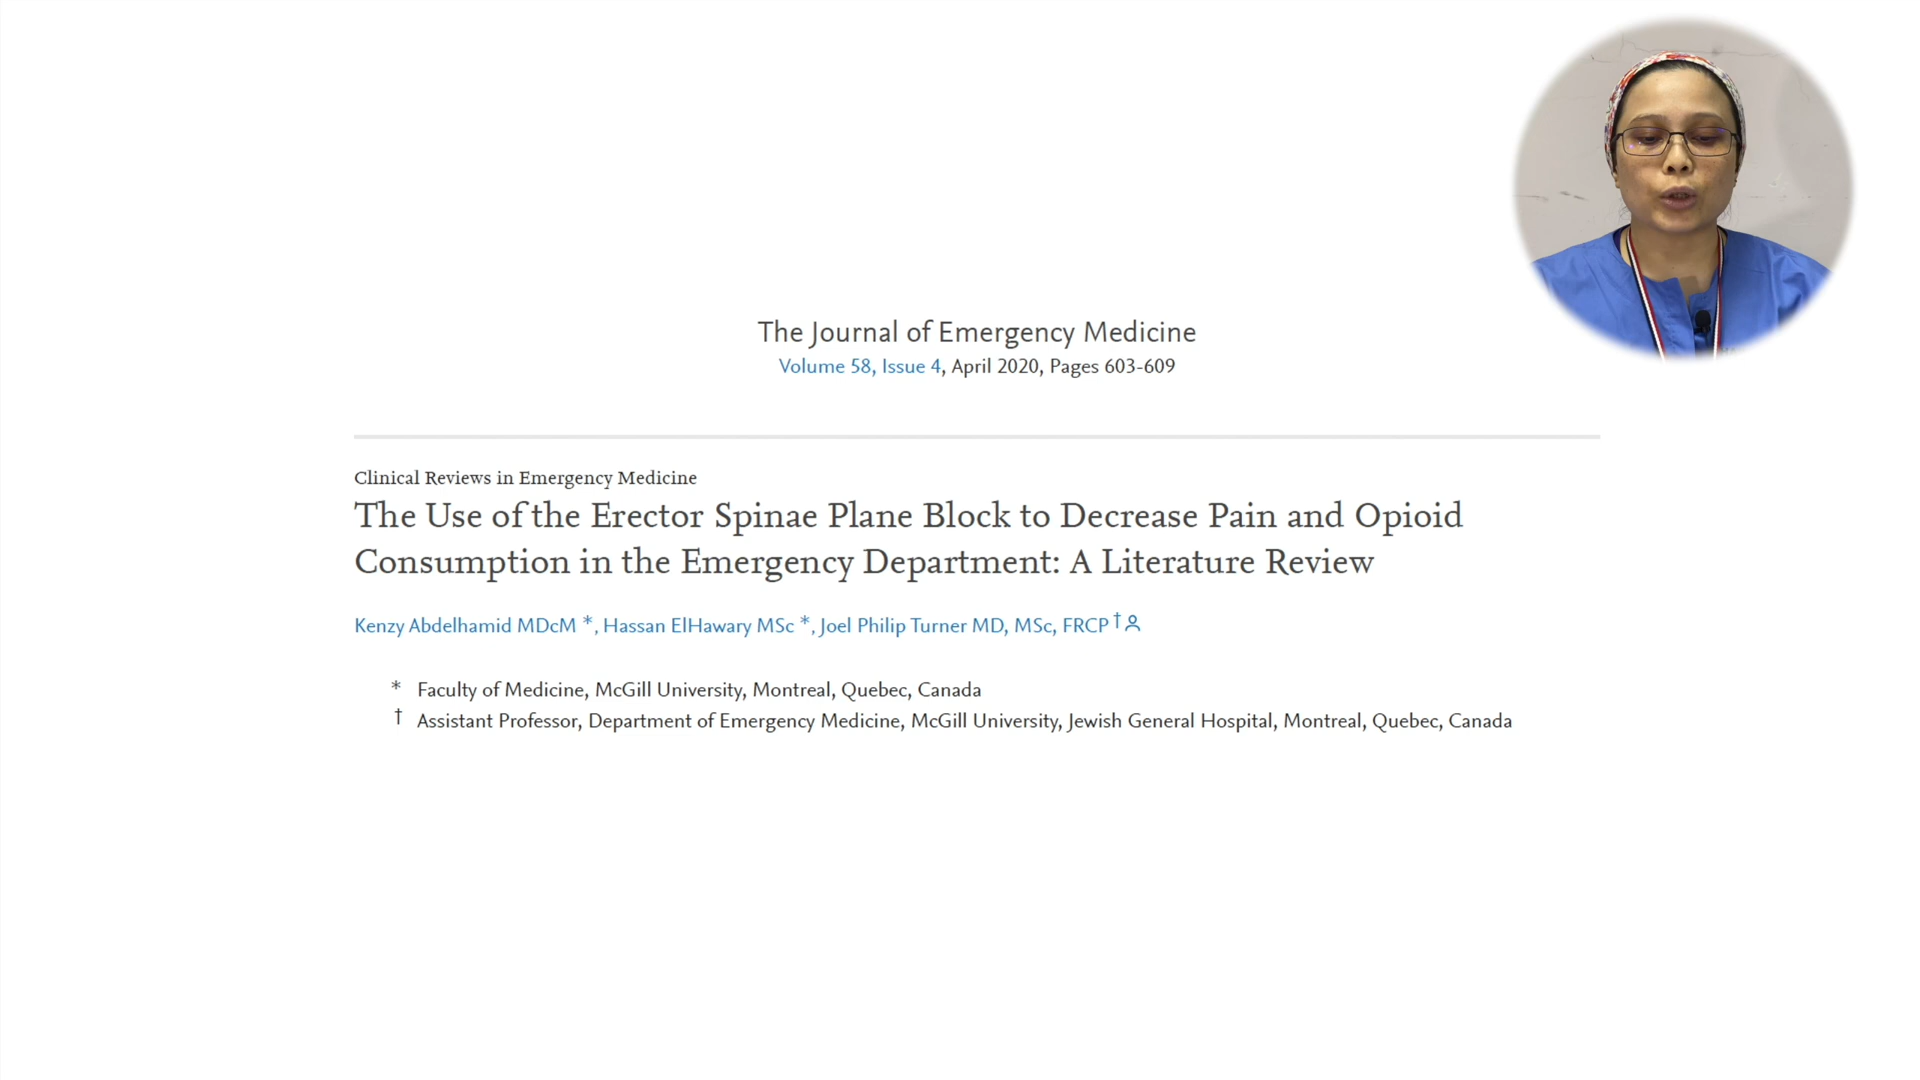 The Journal of Emergency Medicine
Volume 58, Issue 4, April 2020, Pages 603-609
Clinical Reviews in Emergency Medicine
The Use of the Erector Spinae Plane Block to Decrease Pain and Opioid
Consumption in the Emergency Department: A Literature Review
Kenzy Abdelhamid MDcM *, Hassan ElHawary MSc *, Joel Philip Turner MD, MSc, FRCP †
* Faculty of Medicine, McGill University, Montreal, Quebec, Canada
† Assistant Professor, Department of Emergency Medicine, McGill University, Jewish General Hospital, Montreal, Quebec, Canada